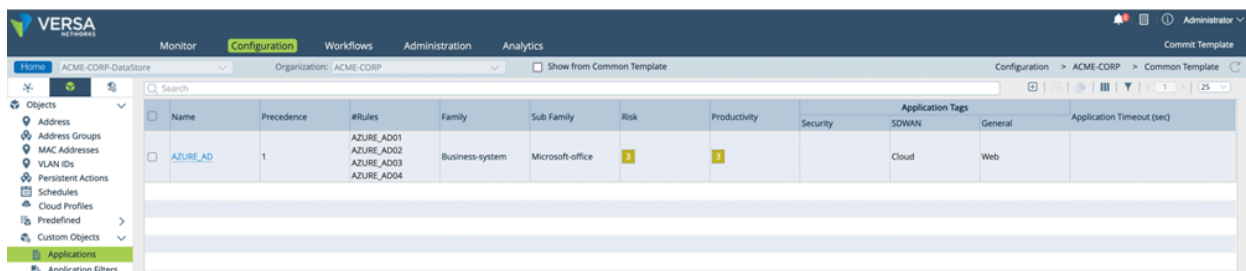 VERSA
NETWORKS
Administrator
Monitor Configuration Workflows Administration Analytics Commit Template
Home ACME-CORP-DataStore Organization: ACME-CORP Show from Common Template Configuration > ACME-CORP > Common Template
Search 1 25
Objects
Address
Address Groups
MAC Addresses
VLAN IDs
Persistent Actions
Schedules
Cloud Profiles
Predefined
Custom Objects
Applications
Application Filters
Application Tags
Name Precedence #Rules Family Sub Family Risk Productivity Security SDWAN General Application Timeout (sec)
AZURE_AD 1 AZURE_AD01 Business-system Microsoft-office 3 3 Cloud Web
AZURE_AD02
AZURE_AD03
AZURE_AD04